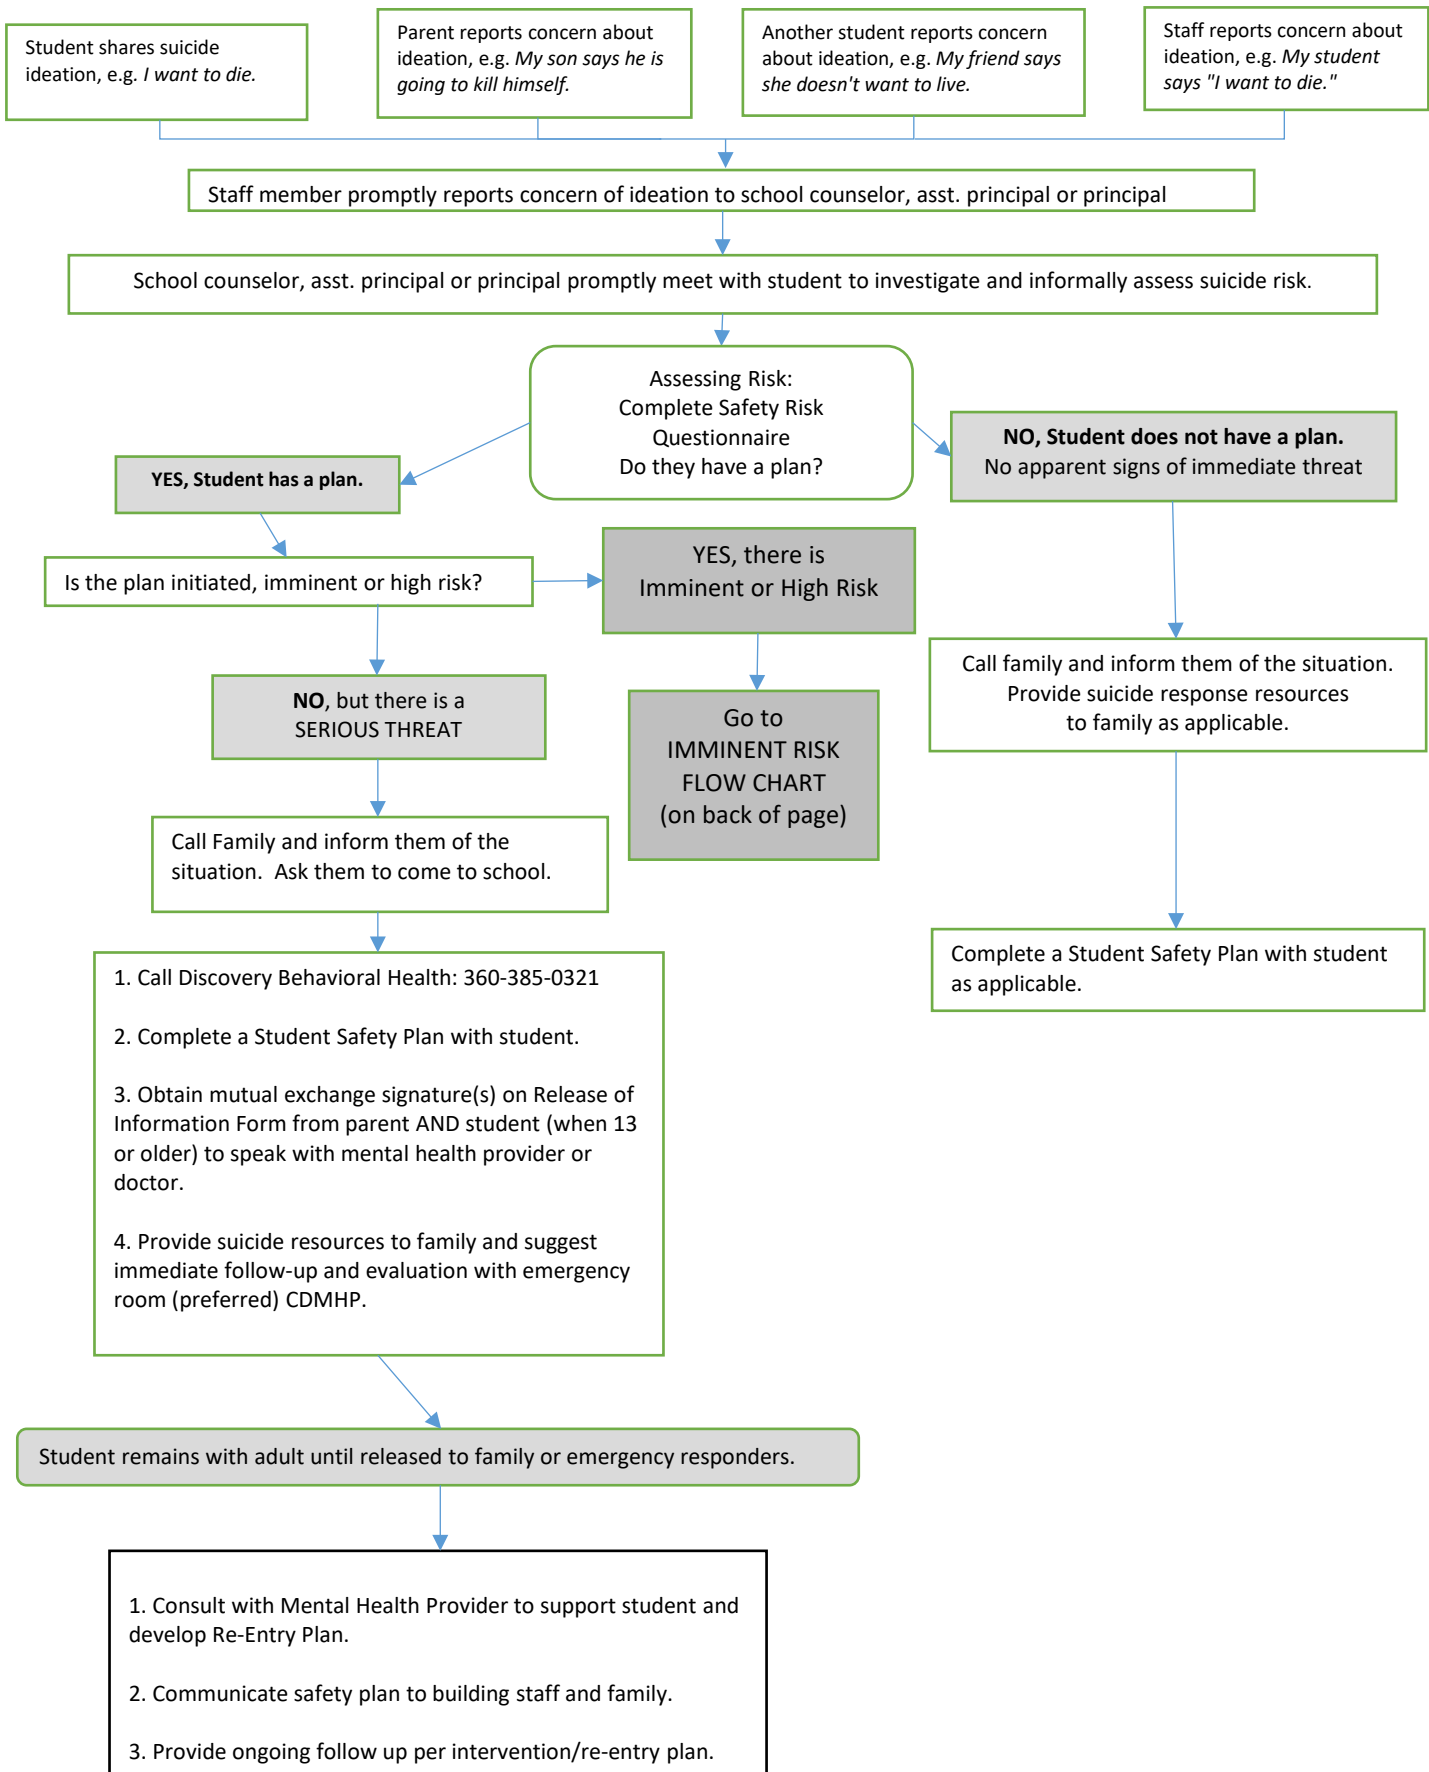 Student shares suicide
ideation, e.g. I want to die.
Parent reports concern about
ideation, e.g. My son says he is
going to kill himself.
Another student reports concern
about ideation, e.g. My friend says
she doesn't want to live.
Staff reports concern about
ideation, e.g. My student
says "I want to die."
Staff member promptly reports concern of ideation to school counselor, asst. principal or principal
School counselor, asst. principal or principal promptly meet with student to investigate and informally assess suicide risk.
Assessing Risk:
Complete Safety Risk
Questionnaire
Do they have a plan?
YES, Student has a plan.
NO, Student does not have a plan.
No apparent signs of immediate threat
Is the plan initiated, imminent or high risk?
YES, there is
Imminent or High Risk
NO, but there is a
SERIOUS THREAT
Go to
IMMINENT RISK
FLOW CHART
(on back of page)
Call family and inform them of the situation.
Provide suicide response resources
to family as applicable.
Call Family and inform them of the
situation.  Ask them to come to school.
Complete a Student Safety Plan with student
as applicable.
1. Call Discovery Behavioral Health: 360-385-0321
2. Complete a Student Safety Plan with student.
3. Obtain mutual exchange signature(s) on Release of
Information Form from parent AND student (when 13
or older) to speak with mental health provider or
doctor.
4. Provide suicide resources to family and suggest
immediate follow-up and evaluation with emergency
room (preferred) CDMHP.
Student remains with adult until released to family or emergency responders.
1. Consult with Mental Health Provider to support student and
develop Re-Entry Plan.
2. Communicate safety plan to building staff and family.
3. Provide ongoing follow up per intervention/re-entry plan.